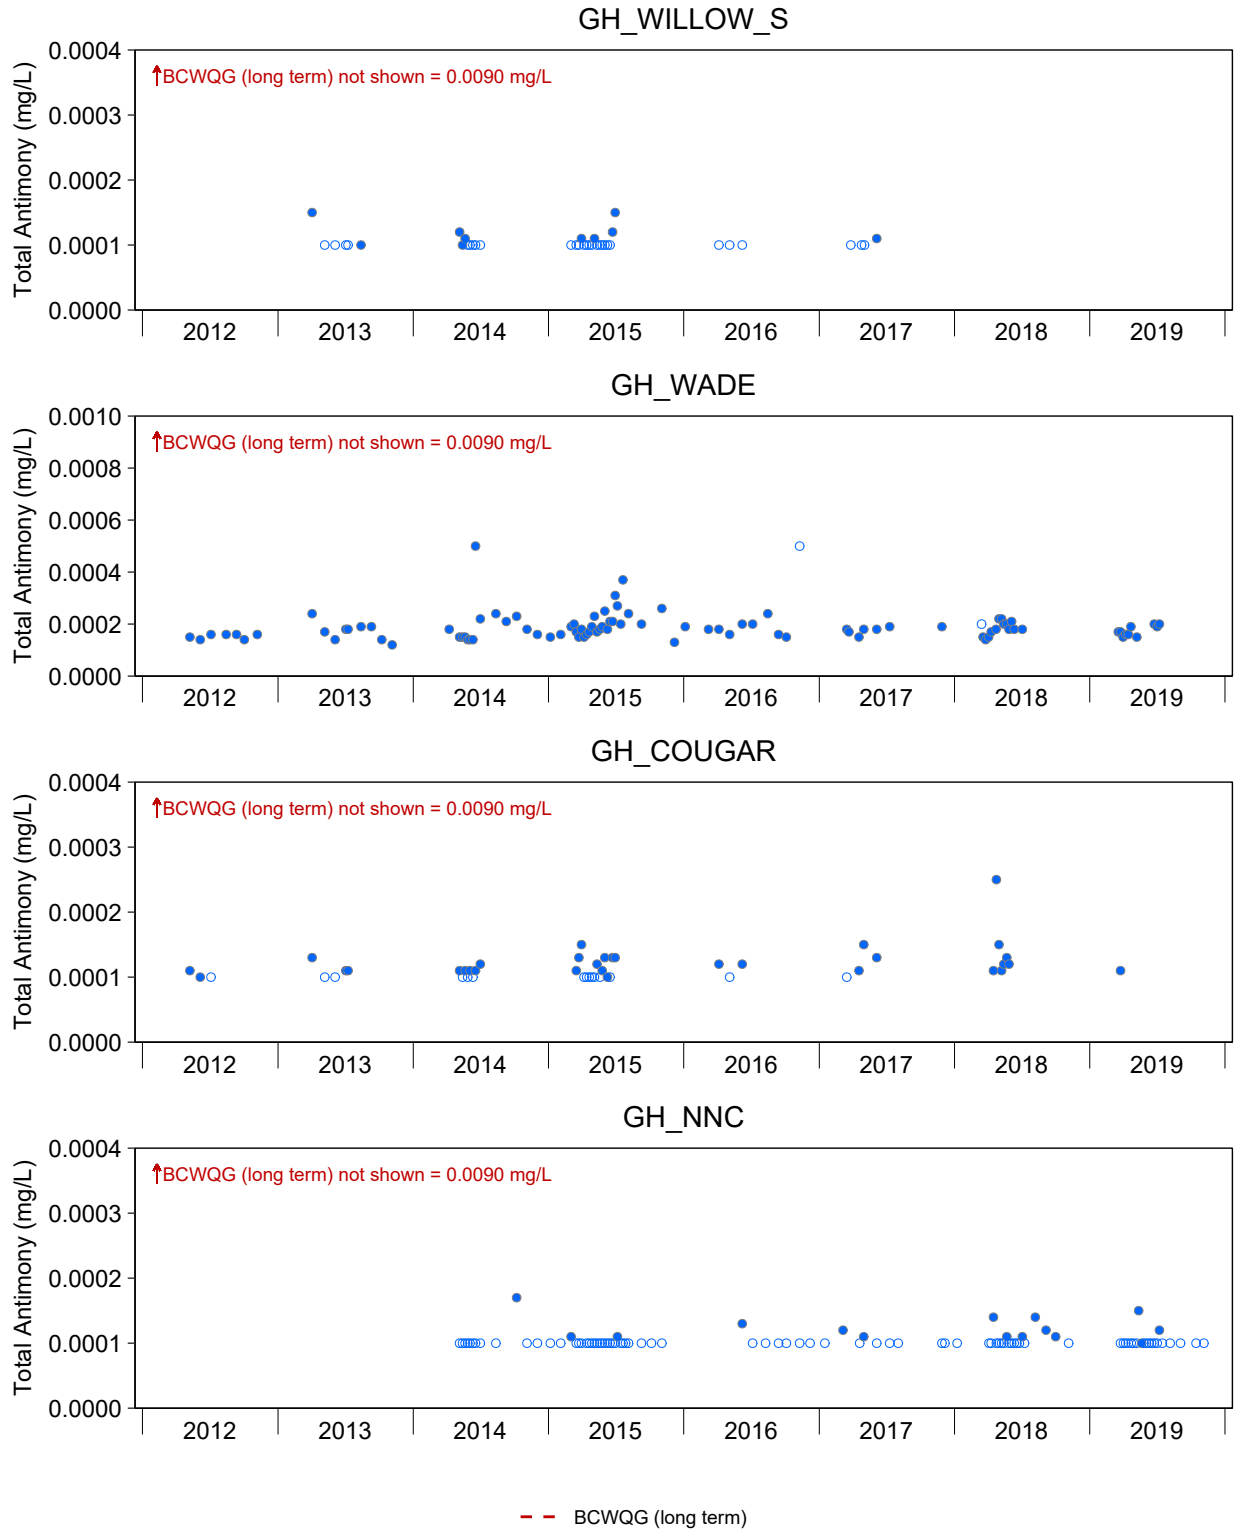 GH_WILLOW_S
Total Antimony (mg/L)
0.0004
0.0003
0.0002
0.0001
0.0000
BCWQG (long term) not shown = 0.0090 mg/L
2012 2013 2014 2015 2016 2017 2018 2019
GH_WADE
Total Antimony (mg/L)
0.0010
0.0008
0.0006
0.0004
0.0002
0.0000
BCWQG (long term) not shown = 0.0090 mg/L
2012 2013 2014 2015 2016 2017 2018 2019
GH_COUGAR
Total Antimony (mg/L)
0.0004
0.0003
0.0002
0.0001
0.0000
BCWQG (long term) not shown = 0.0090 mg/L
2012 2013 2014 2015 2016 2017 2018 2019
GH_NNC
Total Antimony (mg/L)
0.0004
0.0003
0.0002
0.0001
0.0000
BCWQG (long term) not shown = 0.0090 mg/L
2012 2013 2014 2015 2016 2017 2018 2019
BCWQG (long term)